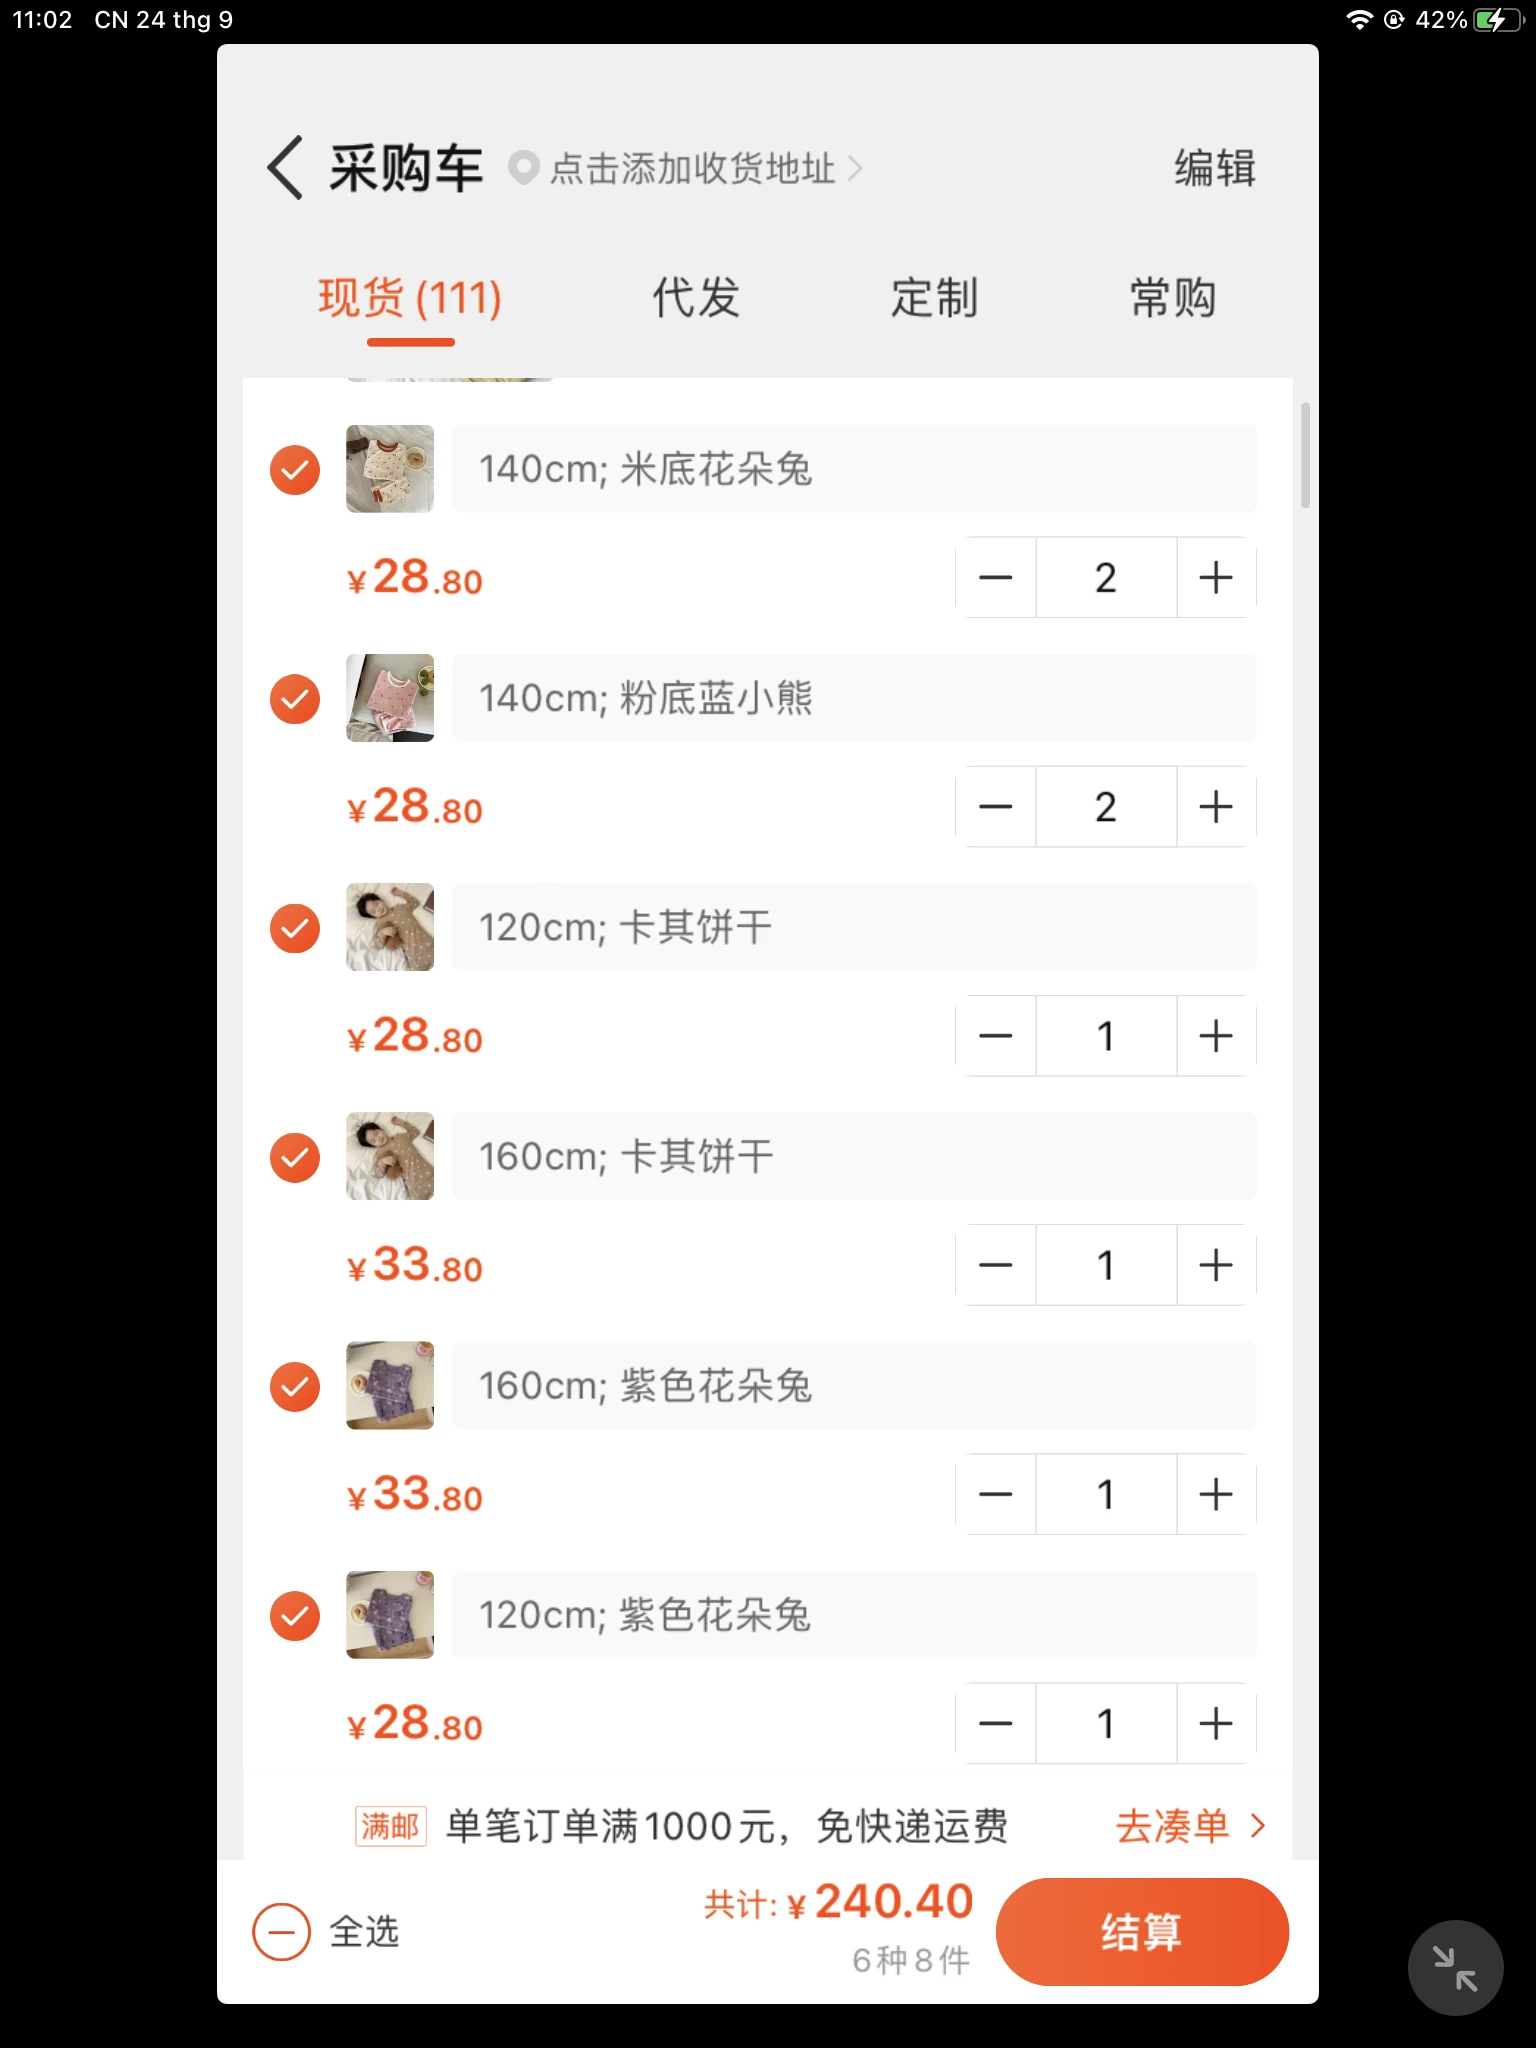 11:02 CN 24 thg 9 42%
采购车 点击添加收货地址 编辑
现货 (111) 代发 定制 常购
140cm; 米底花朵兔
¥28.80 2
140cm; 粉底蓝小熊
¥28.80 2
120cm; 卡其饼干
¥28.80 1
160cm; 卡其饼干
¥33.80 1
160cm; 紫色花朵兔
¥33.80 1
120cm; 紫色花朵兔
¥28.80 1
满邮 单笔订单满1000元，免快递运费 去凑单
全选 共计: ¥240.40 结算
6种8件